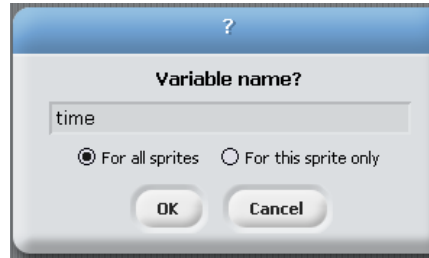 ?
Variable name?
time
For all sprites For this sprite only
OK Cancel